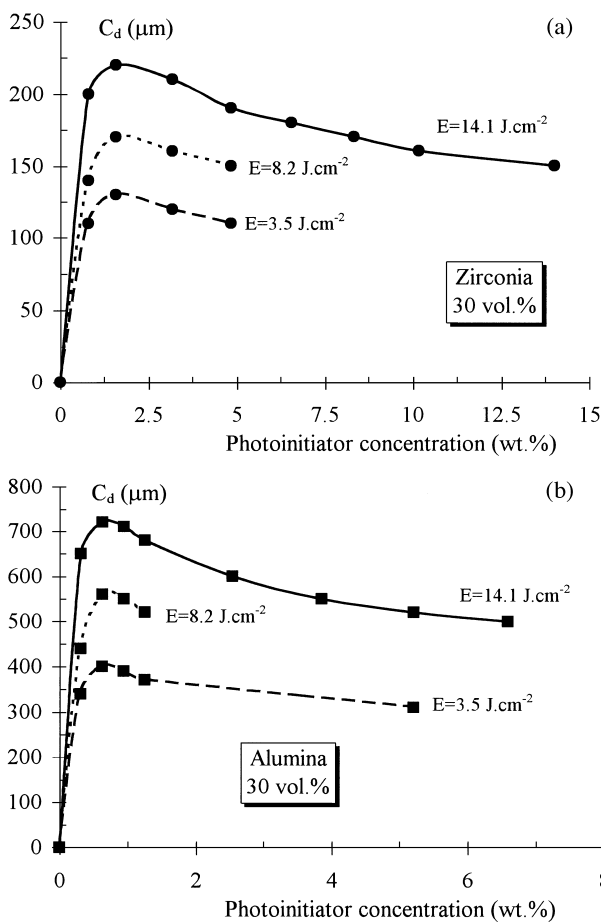 C_d (μm)
(a)
250
200
150
100
50
0
E=14.1 J.cm⁻²
E=8.2 J.cm⁻²
E=3.5 J.cm⁻²
Zirconia
30 vol.%
0 2.5 5 7.5 10 12.5 15
Photoinitiator concentration (wt.%)
C_d (μm)
(b)
800
700
600
500
400
300
200
100
0
E=14.1 J.cm⁻²
E=8.2 J.cm⁻²
E=3.5 J.cm⁻²
Alumina
30 vol.%
0 2 4 6 8
Photoinitiator concentration (wt.%)